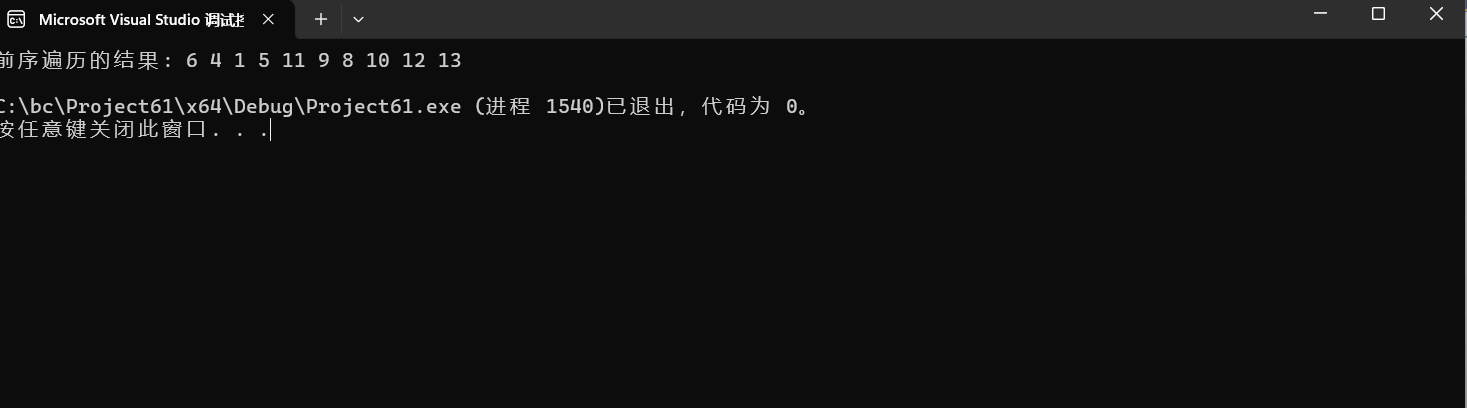 Microsoft Visual Studio 调试
前序遍历的结果: 6 4 1 5 11 9 8 10 12 13
C:\bc\Project61\x64\Debug\Project61.exe (进程 1540)已退出，代码为 0。
按任意键关闭此窗口. . .